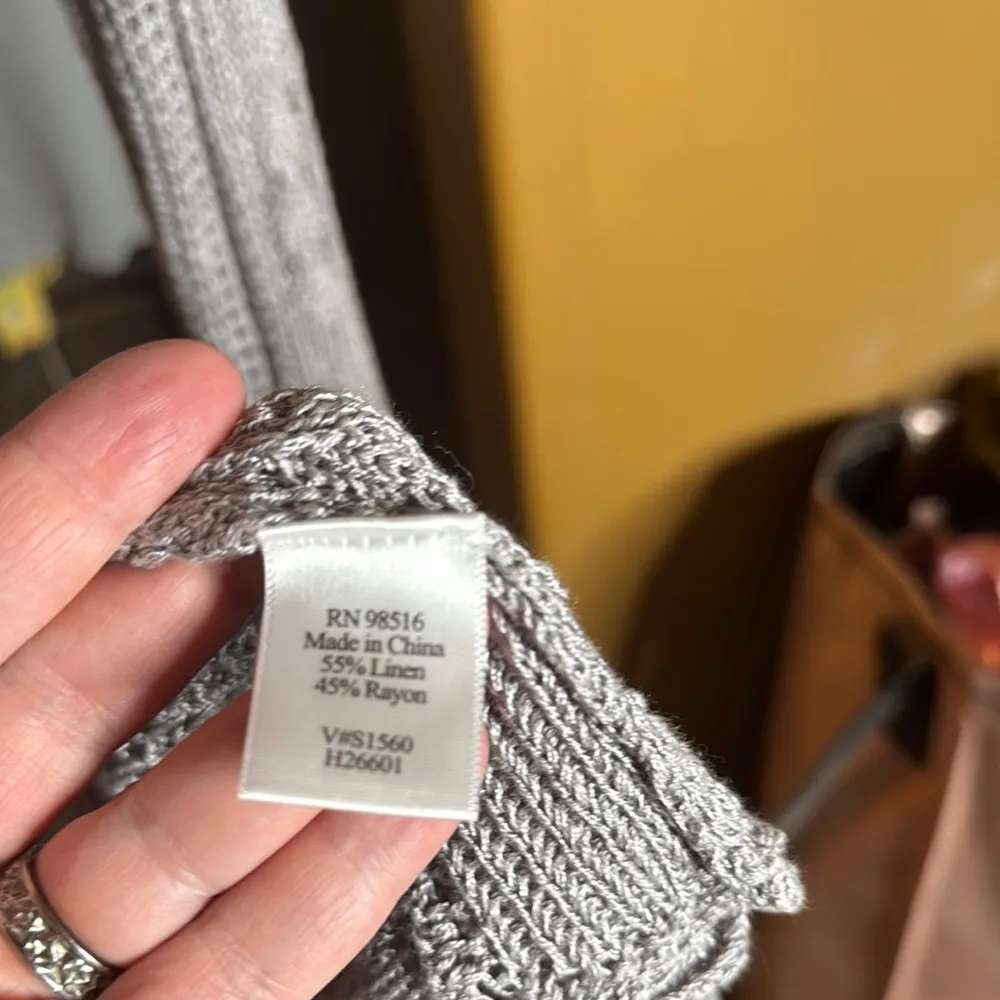 RN 98516
Made in China
55% Linen
45% Rayon
V#S1560
H26601